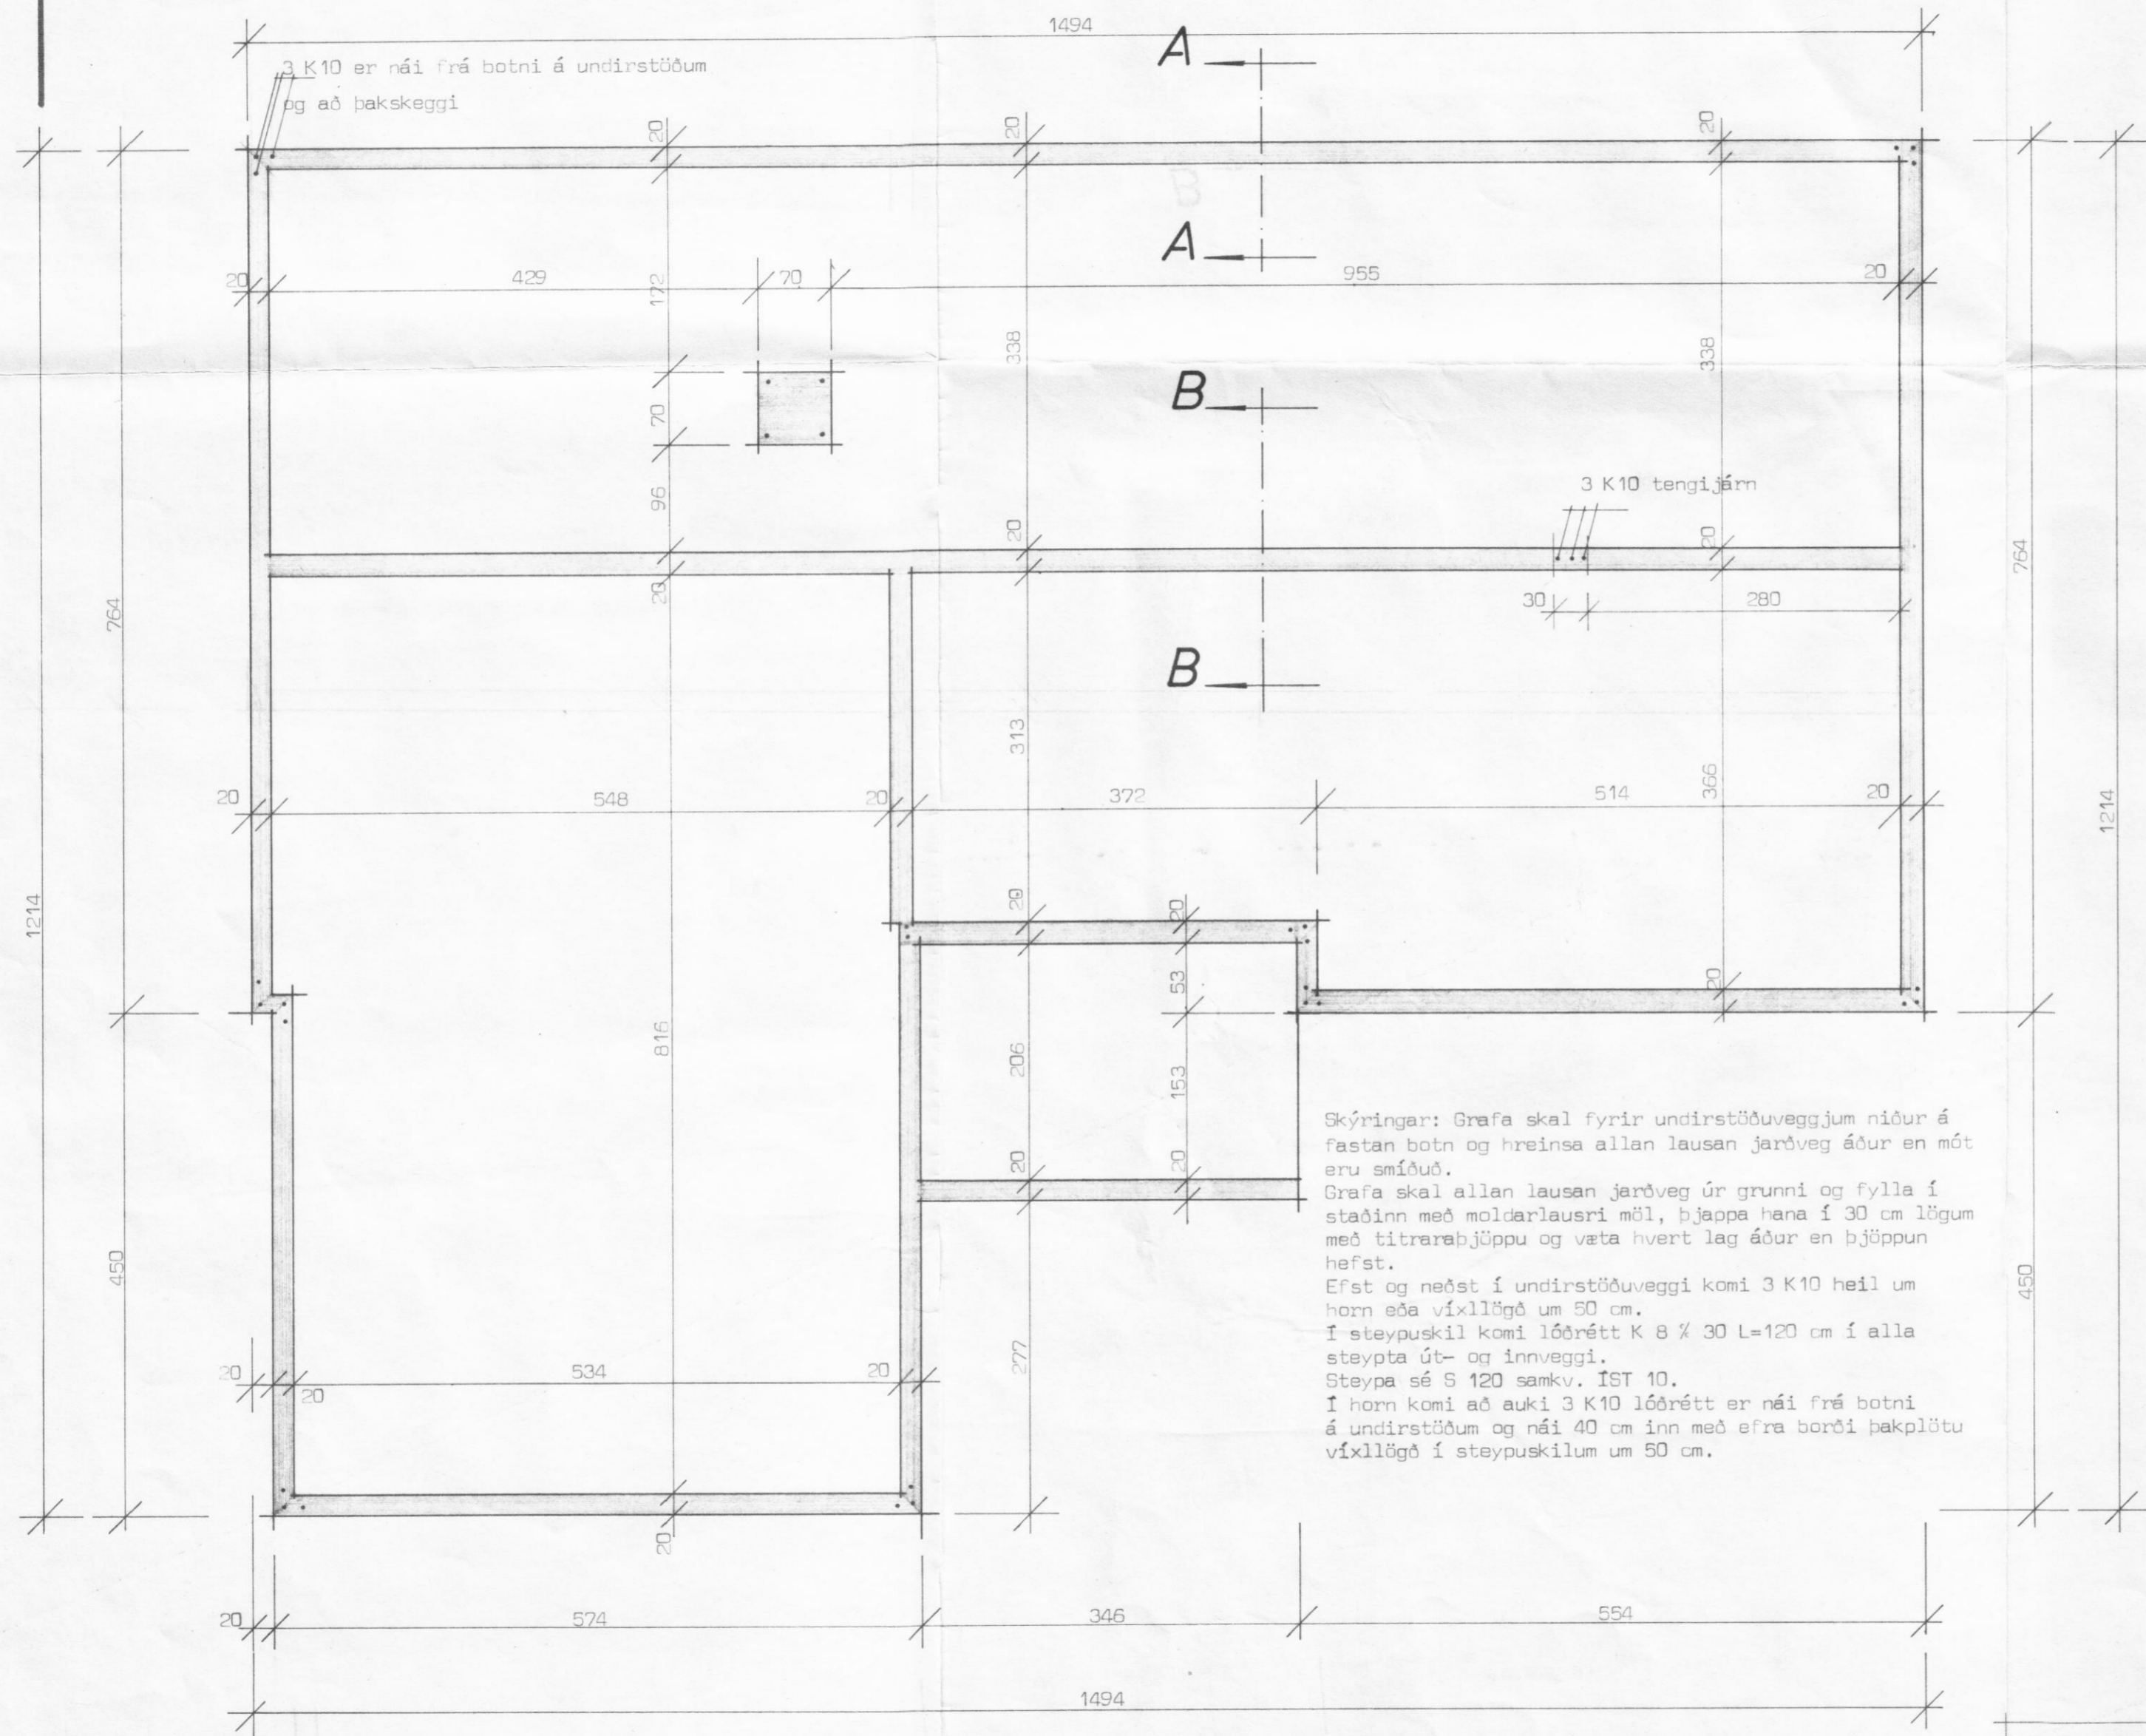 1494
A
3 K10 er nái frá botni á undirstöðum
og að þakskeggi
20
20
20
A
20
429
172
70
955
20
338
338
B
70
3 K10 tengijárn
96
20
20
764
764
20
30
280
B
313
366
20
548
20
372
514
20
1214
1214
20
20
53
20
816
206
153
Skýringar: Grafa skal fyrir undirstöðuveggjum niður á
fastan botn og hreinsa allan lausan jarðveg áður en mót
eru smíðuð.
20
20
Grafa skal allan lausan jarðveg úr grunni og fylla í
staðinn með moldarlausri möl, þjappa hana í 30 cm lögum
með titraraþjöppu og væta hvert lag áður en þjöppun
hefst.
450
450
Efst og neðst í undirstöðuveggi komi 3 K10 heil um
horn eða víxllögð um 50 cm.
Í steypuskil komi lóðrétt K 8 % 30 L=120 cm í alla
steypta út- og innveggi.
277
20
20
534
20
Steypa sé S 120 samkv. ÍST 10.
Í horn komi að auki 3 K10 lóðrétt er nái frá botni
á undirstöðum og nái 40 cm inn með efra borði þakplötu
víxllögð í steypuskilum um 50 cm.
20
20
574
346
554
1494